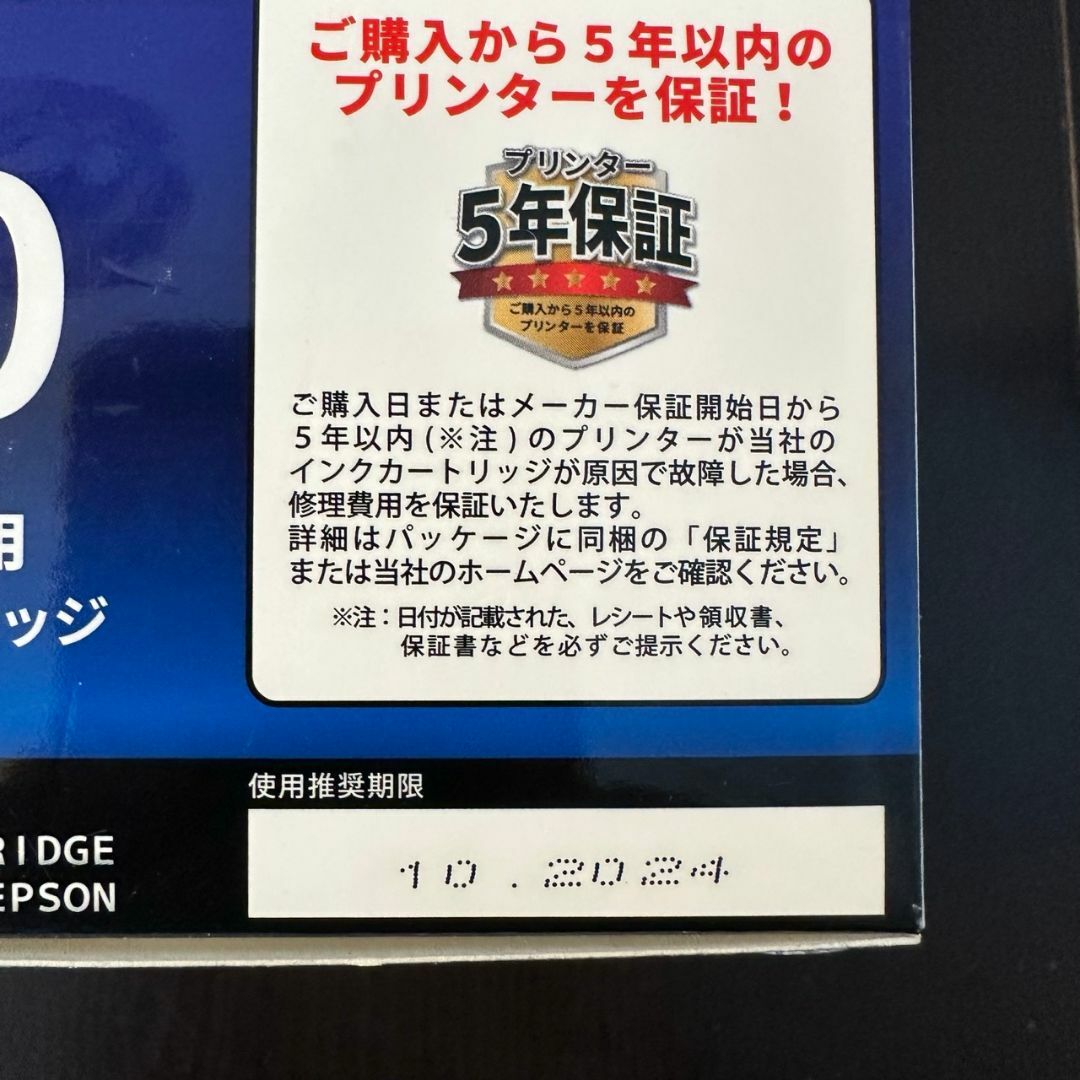 ご購入から５年以内の
プリンターを保証！
プリンター
5年保証
ご購入から５年以内の
プリンターを保証
ご購入日またはメーカー保証開始日から
５年以内(※注)のプリンターが当社の
インクカートリッジが原因で故障した場合、
修理費用を保証いたします。
詳細はパッケージに同梱の「保証規定」
または当社のホームページをご確認ください。
※注：日付が記載された、レシートや領収書、
保証書などを必ずご提示ください。
0
用
ッジ
使用推奨期限
10.2024
RIDGE
EPSON